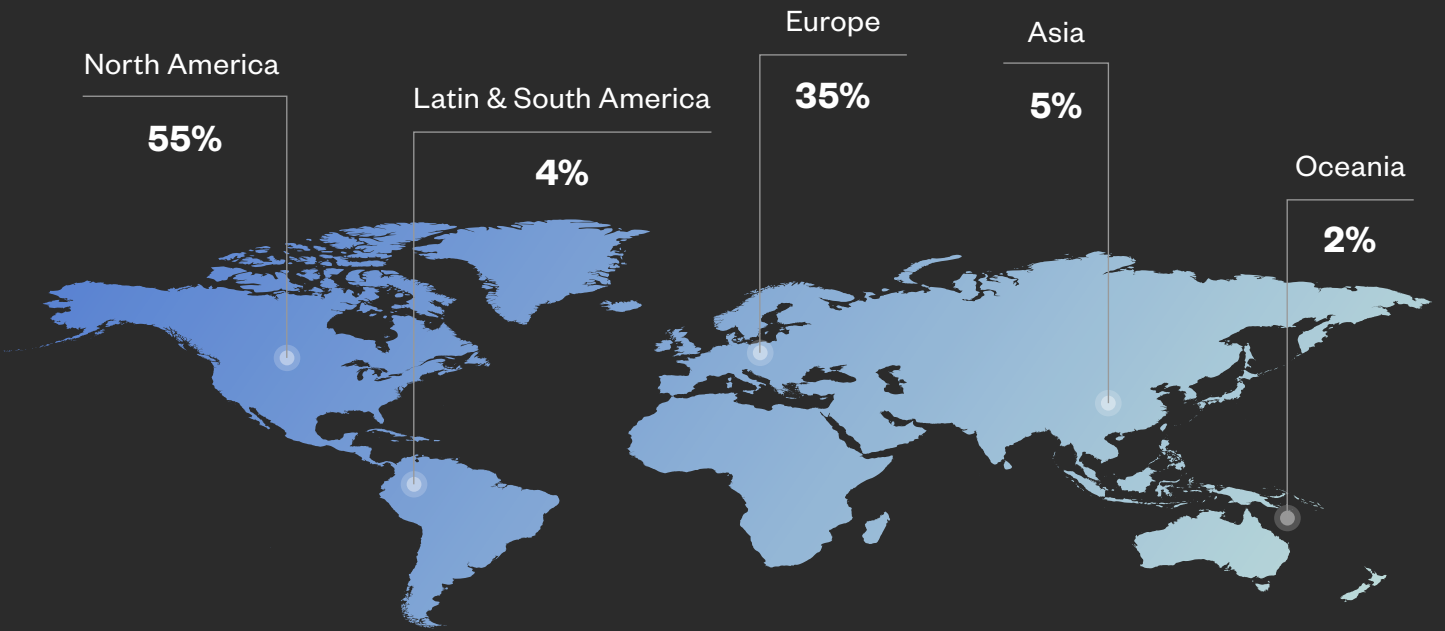 North America
55%
Latin & South America
4%
Europe
35%
Asia
5%
Oceania
2%